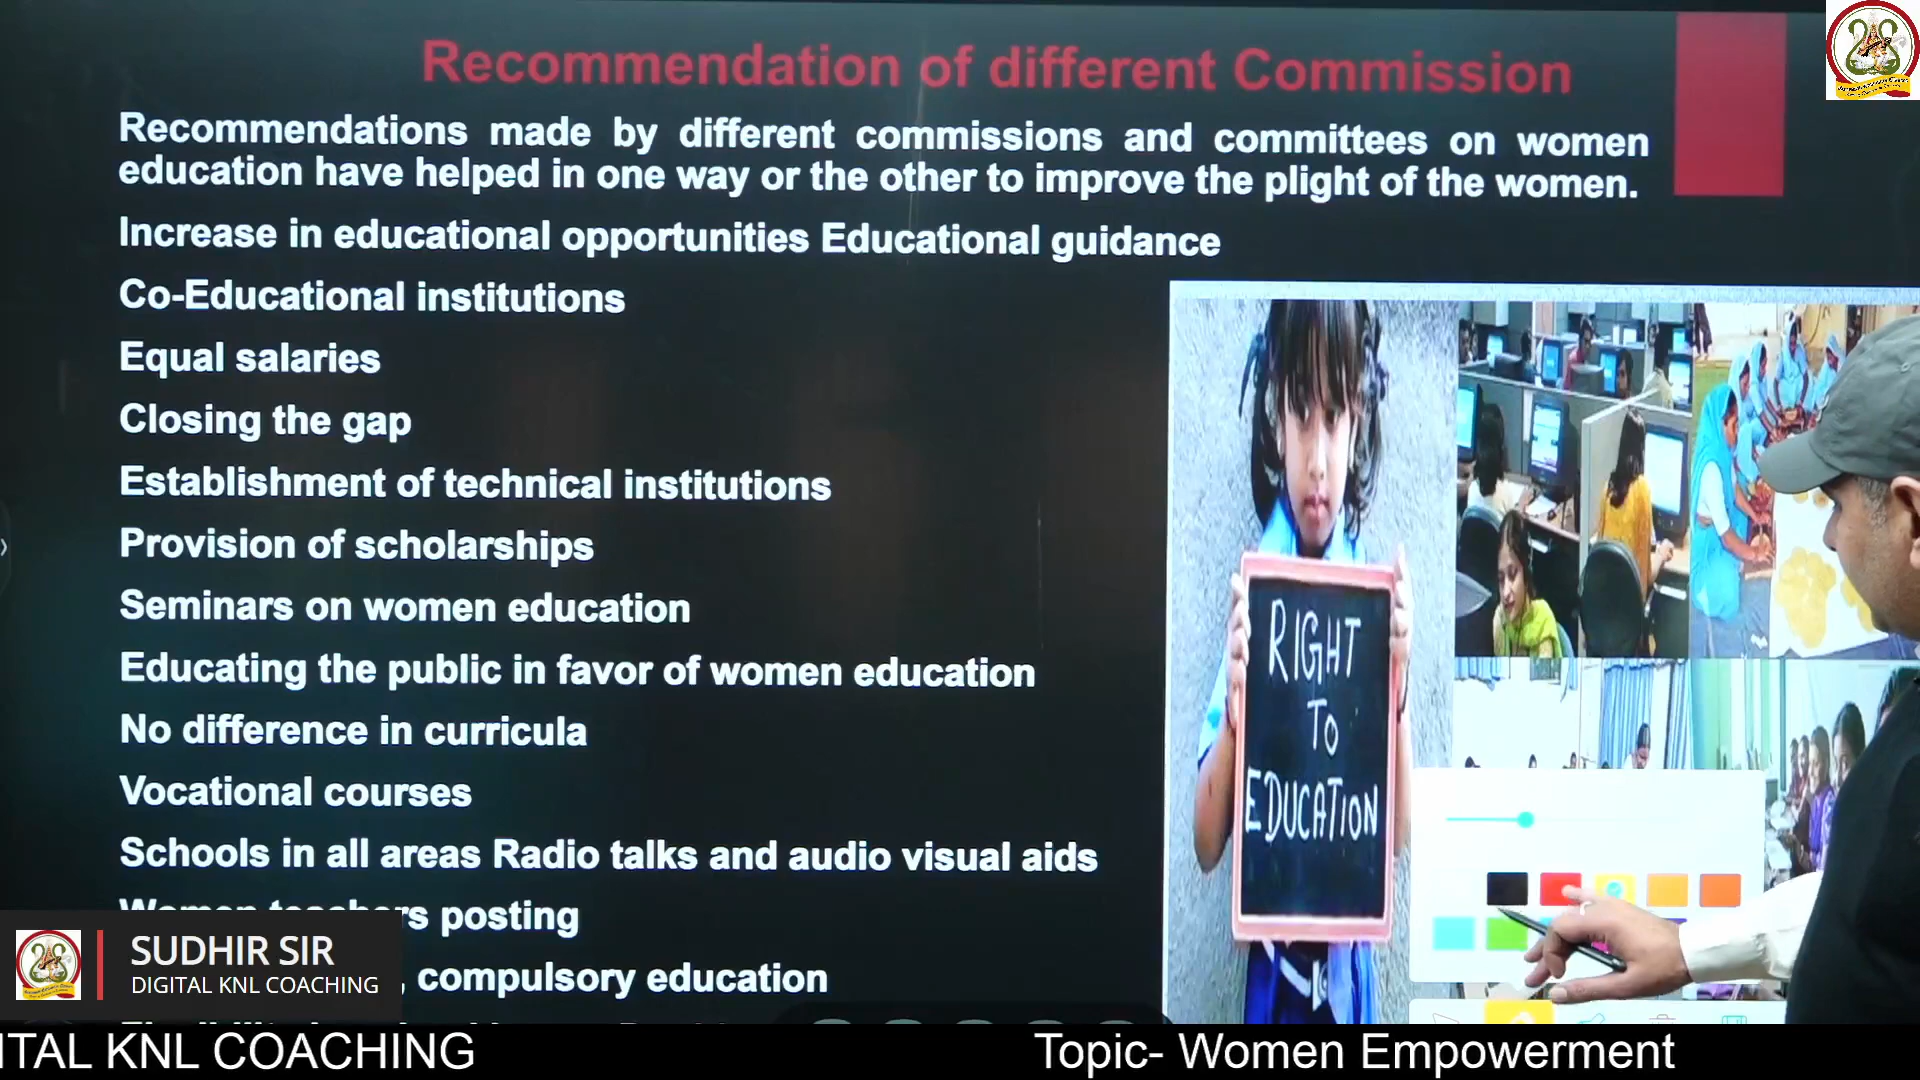 Recommendation of different Commission
Recommendations made by different commissions and committees on women
education have helped in one way or the other to improve the plight of the women.
Increase in educational opportunities Educational guidance
Co-Educational institutions
Equal salaries
Closing the gap
Establishment of technical institutions
Provision of scholarships
Seminars on women education
Educating the public in favor of women education
No difference in curricula
Vocational courses
Schools in all areas Radio talks and audio visual aids
Women teachers posting
, compulsory education
RIGHT
TO
EDUCATION
SUDHIR SIR
DIGITAL KNL COACHING
ITAL KNL COACHING
Topic- Women Empowerment